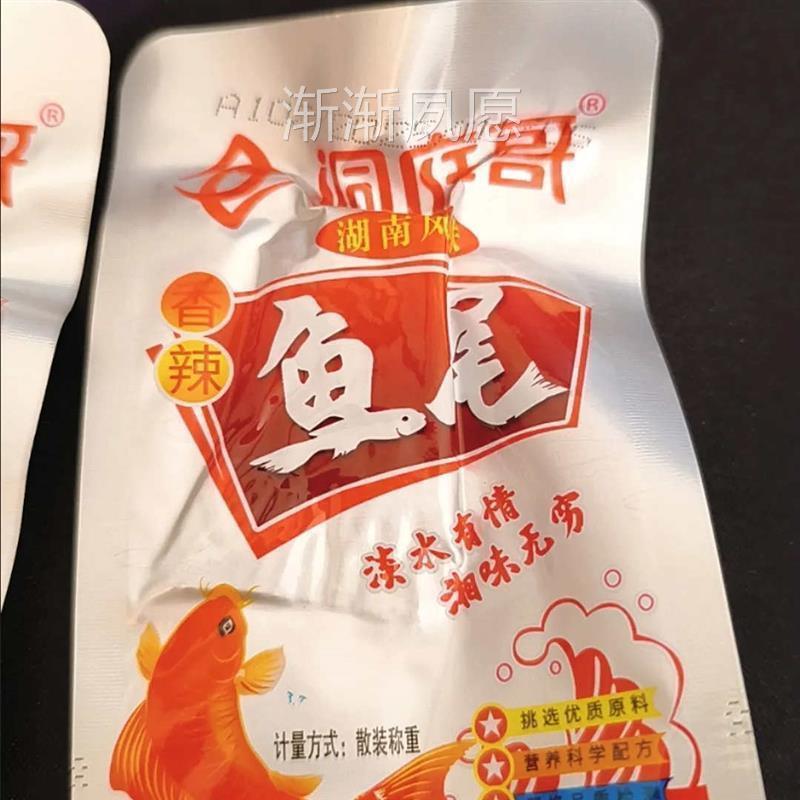 渐渐夙愿
洞庭哥®
湖南风味
香辣
鱼尾
淡水有情
湘味无穷
计量方式：散装称重
挑选优质原料
营养科学配方